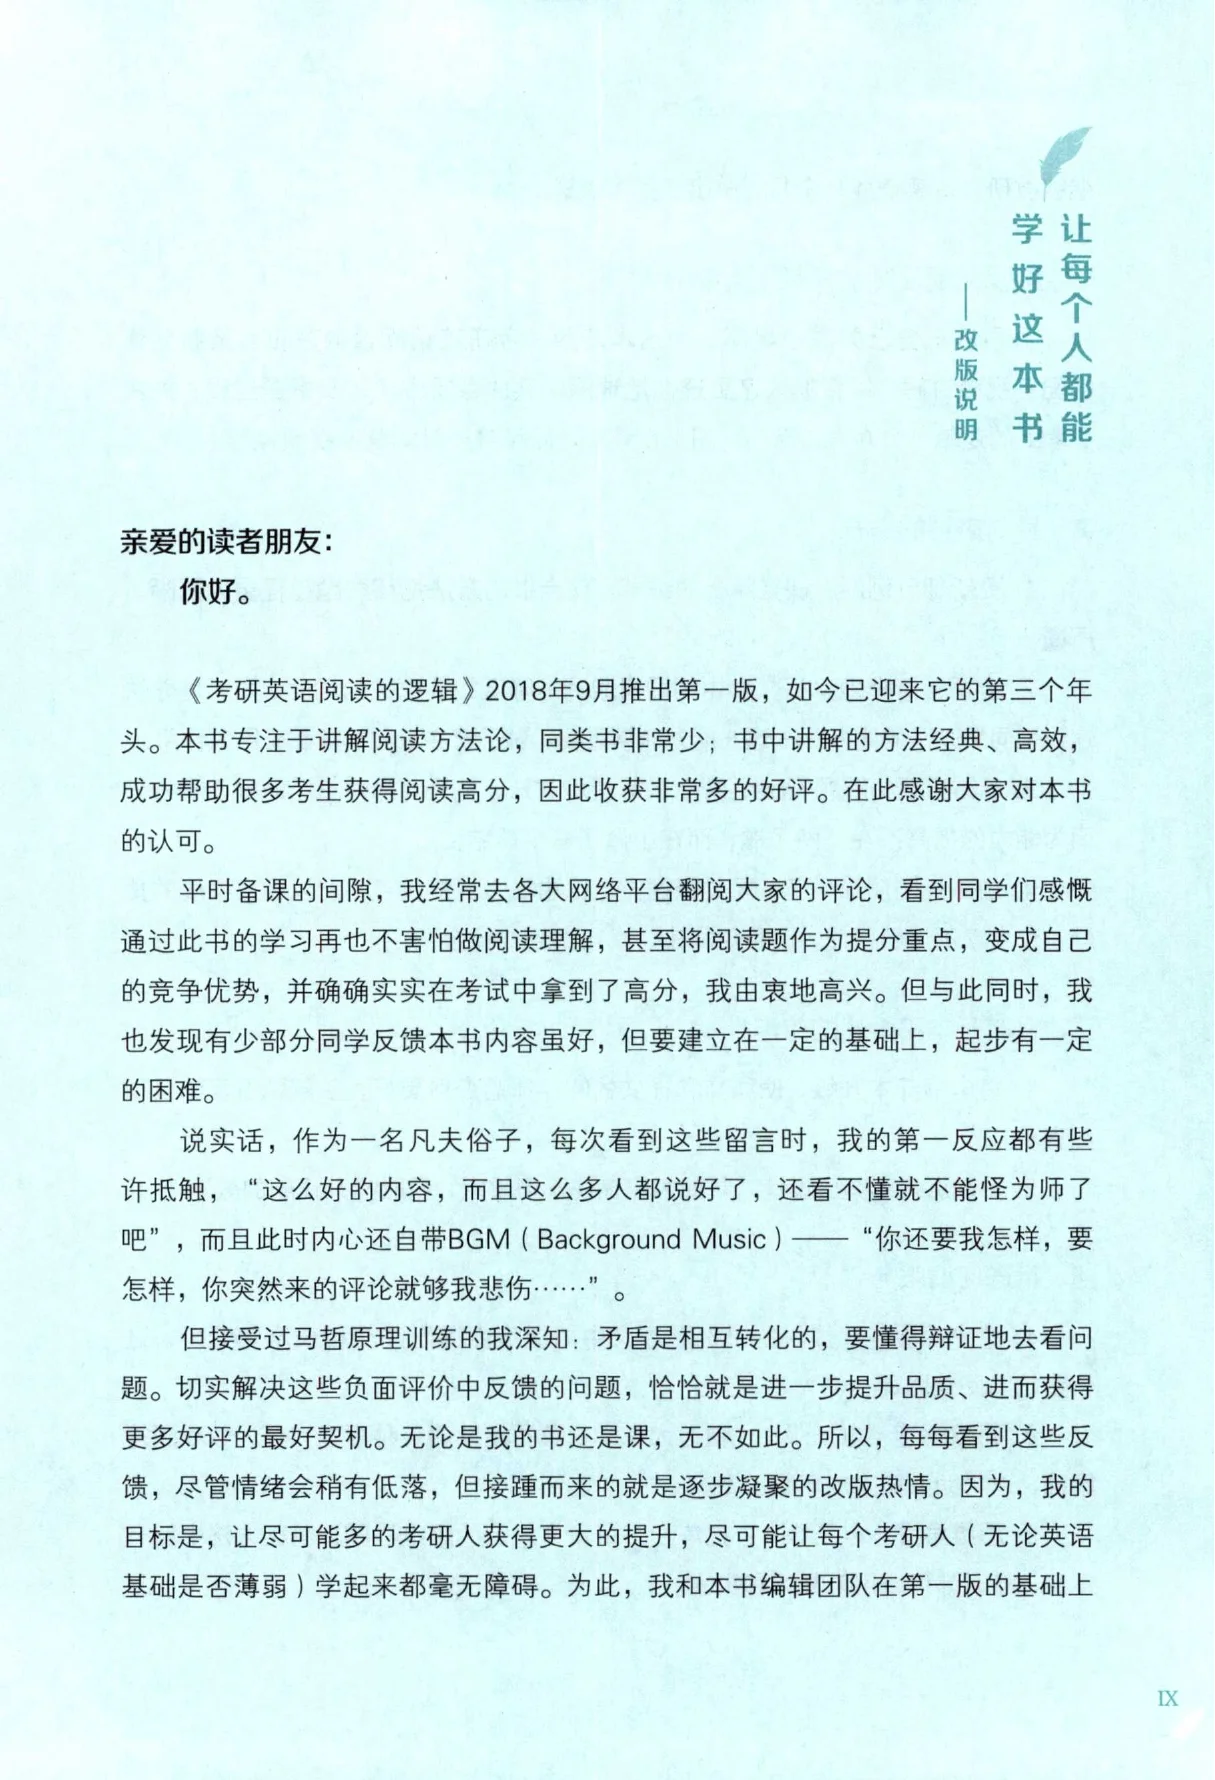 让每个人都能
学好这本书
——改版说明
亲爱的读者朋友：
你好。
《考研英语阅读的逻辑》2018年9月推出第一版，如今已迎来它的第三个年
头。本书专注于讲解阅读方法论，同类书非常少；书中讲解的方法经典、高效，
成功帮助很多考生获得阅读高分，因此收获非常多的好评。在此感谢大家对本书
的认可。
平时备课的间隙，我经常去各大网络平台翻阅大家的评论，看到同学们感慨
通过此书的学习再也不害怕做阅读理解，甚至将阅读题作为提分重点，变成自己
的竞争优势，并确确实实在考试中拿到了高分，我由衷地高兴。但与此同时，我
也发现有少部分同学反馈本书内容虽好，但要建立在一定的基础上，起步有一定
的困难。
说实话，作为一名凡夫俗子，每次看到这些留言时，我的第一反应都有些
许抵触，“这么好的内容，而且这么多人都说好了，还看不懂就不能怪为师了
吧”，而且此时内心还自带BGM（Background Music）——“你还要我怎样，要
怎样，你突然来的评论就够我悲伤……”。
但接受过马哲原理训练的我深知：矛盾是相互转化的，要懂得辩证地去看问
题。切实解决这些负面评价中反馈的问题，恰恰就是进一步提升品质、进而获得
更多好评的最好契机。无论是我的书还是课，无不如此。所以，每每看到这些反
馈，尽管情绪会稍有低落，但接踵而来的就是逐步凝聚的改版热情。因为，我的
目标是，让尽可能多的考研人获得更大的提升，尽可能让每个考研人（无论英语
基础是否薄弱）学起来都毫无障碍。为此，我和本书编辑团队在第一版的基础上
IX